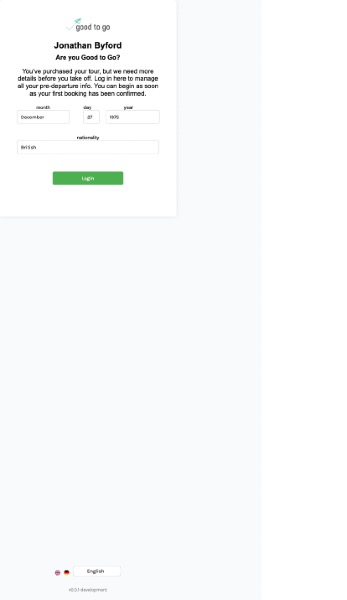 good to go
Jonathan Byford
Are you Good to Go?
You've purchased your tour, but we need more
details before you take off. Log in here to manage
all your pre-departure info. You can begin as soon
as your first booking has been confirmed.
month day year
December 27 1975
nationality
British
Login
English
v0.0.1-development